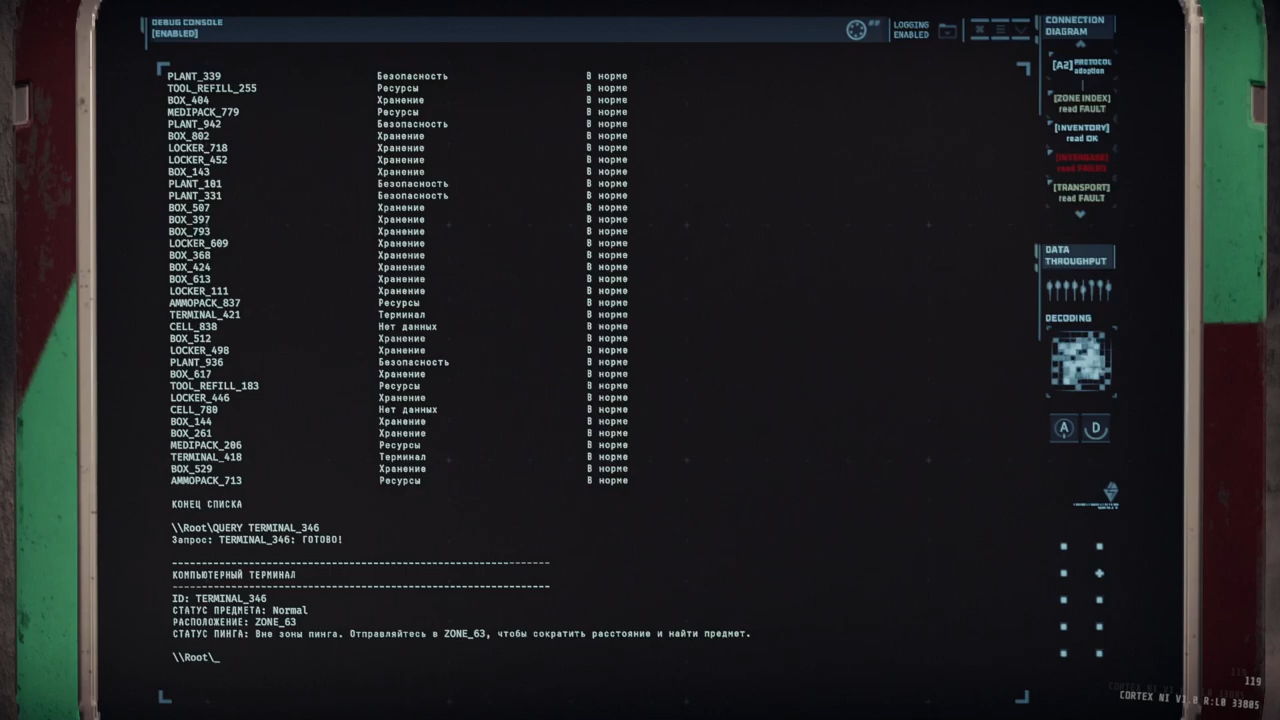 DEBUG CONSOLE
[ENABLED]
LOGGING
ENABLED
PLANT_339 Безопасность В норме
TOOL_REFILL_255 Ресурсы В норме
BOX_404 Хранение В норме
MEDIPACK_779 Ресурсы В норме
PLANT_942 Безопасность В норме
BOX_802 Хранение В норме
LOCKER_718 Хранение В норме
LOCKER_452 Хранение В норме
BOX_143 Хранение В норме
PLANT_101 Безопасность В норме
PLANT_331 Безопасность В норме
BOX_507 Хранение В норме
BOX_397 Хранение В норме
BOX_793 Хранение В норме
LOCKER_609 Хранение В норме
BOX_368 Хранение В норме
BOX_424 Хранение В норме
BOX_613 Хранение В норме
LOCKER_111 Хранение В норме
AMMOPACK_837 Ресурсы В норме
TERMINAL_421 Терминал В норме
CELL_838 Нет данных В норме
BOX_512 Хранение В норме
LOCKER_498 Хранение В норме
PLANT_936 Безопасность В норме
BOX_617 Хранение В норме
TOOL_REFILL_183 Ресурсы В норме
LOCKER_446 Хранение В норме
CELL_780 Нет данных В норме
BOX_144 Хранение В норме
BOX_261 Хранение В норме
MEDIPACK_206 Ресурсы В норме
TERMINAL_418 Терминал В норме
BOX_529 Хранение В норме
AMMOPACK_713 Ресурсы В норме
КОНЕЦ СПИСКА
\\Root\QUERY TERMINAL_346
Запрос: TERMINAL_346: ГОТОВО!
КОМПЬЮТЕРНЫЙ ТЕРМИНАЛ
ID: TERMINAL_346
СТАТУС ПРЕДМЕТА: Normal
РАСПОЛОЖЕНИЕ: ZONE_63
СТАТУС ПИНГА: Вне зоны пинга. Отправляйтесь в ZONE_63, чтобы сократить расстояние и найти предмет.
\\Root\_
CONNECTION
DIAGRAM
[A2] PROTOCOL
adoption
[ZONE INDEX]
read FAULT
[INVENTORY]
read OK
read FAILED
[TRANSPORT]
read FAULT
DATA
THROUGHPUT
DECODING
A D
119
CORTEX NI V1.0 R:L0 33805